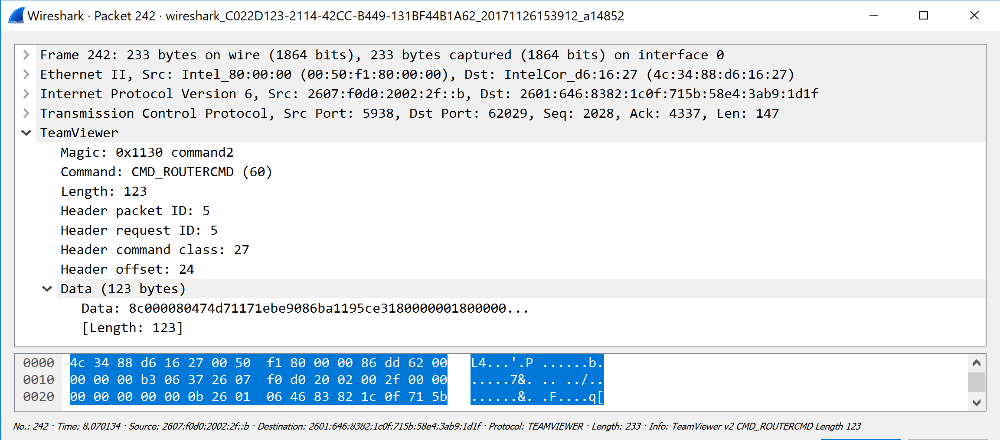 Wireshark · Packet 242 · wireshark_C022D123-2114-42CC-B449-131BF44B1A62_20171126153912_a14852
Frame 242: 233 bytes on wire (1864 bits), 233 bytes captured (1864 bits) on interface 0
Ethernet II, Src: Intel_80:00:00 (00:50:f1:80:00:00), Dst: IntelCor_d6:16:27 (4c:34:88:d6:16:27)
Internet Protocol Version 6, Src: 2607:f0d0:2002:2f::b, Dst: 2601:646:8382:1c0f:715b:58e4:3ab9:1d1f
Transmission Control Protocol, Src Port: 5938, Dst Port: 62029, Seq: 2028, Ack: 4337, Len: 147
TeamViewer
Magic: 0x1130 command2
Command: CMD_ROUTERCMD (60)
Length: 123
Header packet ID: 5
Header request ID: 5
Header command class: 27
Header offset: 24
Data (123 bytes)
Data: 8c000080474d71171ebe9086ba1195ce3180000001800000...
[Length: 123]
0000 4c 34 88 d6 16 27 00 50 f1 80 00 00 86 dd 62 00 L4...'.P ......b.
0010 00 00 00 b3 06 37 26 07 f0 d0 20 02 00 2f 00 00 .....7&. .. ../..
0020 00 00 00 00 00 0b 26 01 06 46 83 82 1c 0f 71 5b ......&. .F....q[
No.: 242 · Time: 8.070134 · Source: 2607:f0d0:2002:2f::b · Destination: 2601:646:8382:1c0f:715b:58e4:3ab9:1d1f · Protocol: TEAMVIEWER · Length: 233 · Info: TeamViewer v2 CMD_ROUTERCMD Length 123